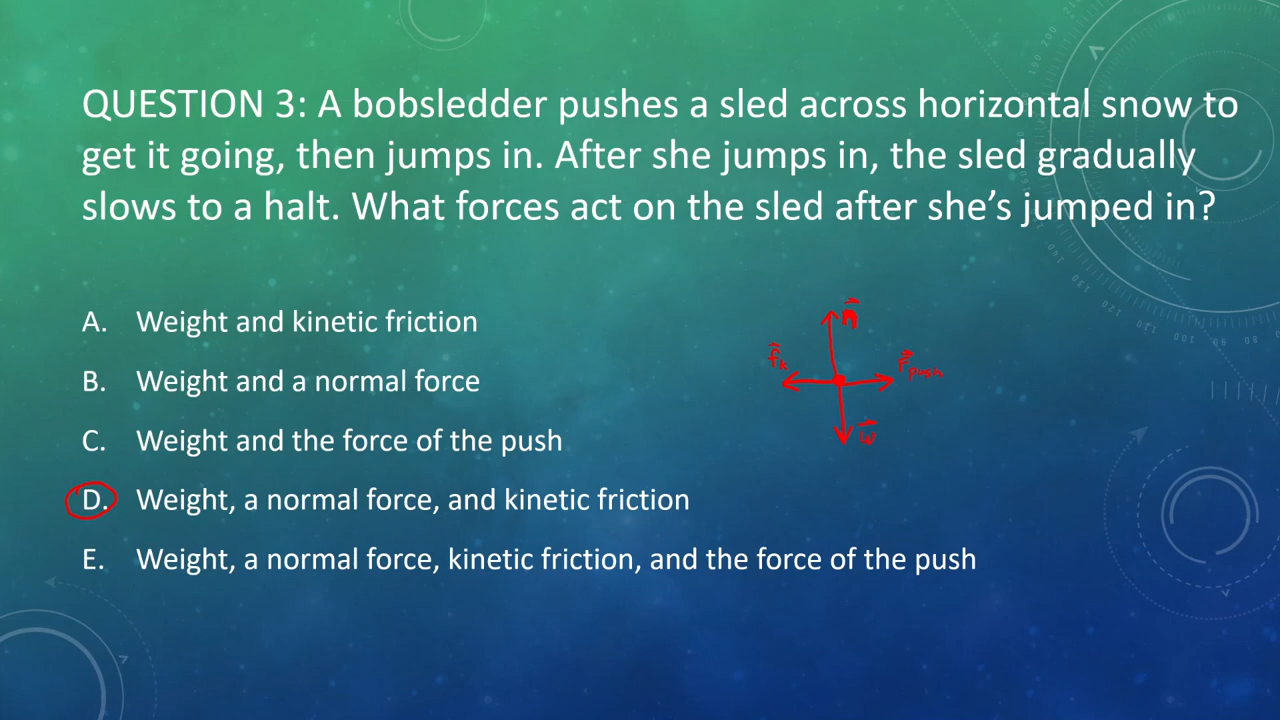 QUESTION 3: A bobsledder pushes a sled across horizontal snow to
get it going, then jumps in. After she jumps in, the sled gradually
slows to a halt. What forces act on the sled after she’s jumped in?
A. Weight and kinetic friction
B. Weight and a normal force
C. Weight and the force of the push
D. Weight, a normal force, and kinetic friction
E. Weight, a normal force, kinetic friction, and the force of the push
n
fk
Fpush
w